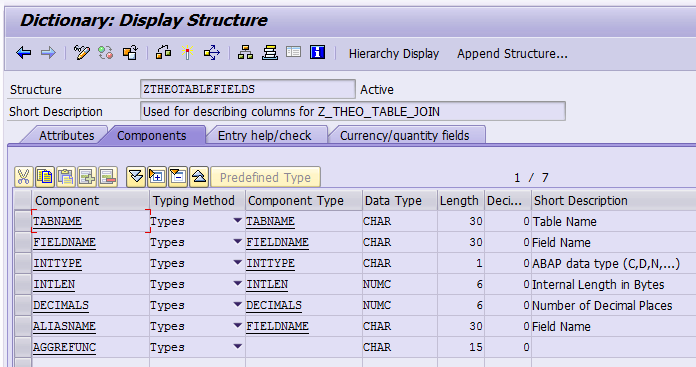 Dictionary: Display Structure
Hierarchy Display Append Structure...
Structure ZTHEOTABLEFIELDS Active
Short Description Used for describing columns for Z_THEO_TABLE_JOIN
Attributes Components Entry help/check Currency/quantity fields
Predefined Type 1 / 7
Component Typing Method Component Type Data Type Length Deci... Short Description
TABNAME Types TABNAME CHAR 30 0 Table Name
FIELDNAME Types FIELDNAME CHAR 30 0 Field Name
INTTYPE Types INTTYPE CHAR 1 0 ABAP data type (C,D,N,...)
INTLEN Types INTLEN NUMC 6 0 Internal Length in Bytes
DECIMALS Types DECIMALS NUMC 6 0 Number of Decimal Places
ALIASNAME Types FIELDNAME CHAR 30 0 Field Name
AGGREFUNC Types CHAR 15 0